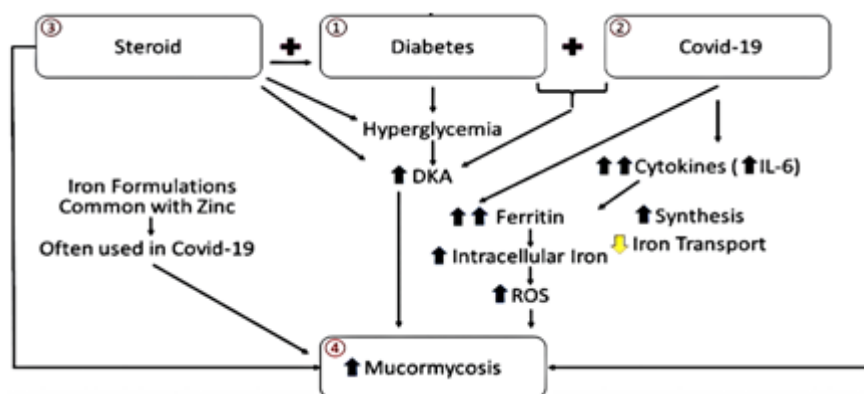 ③ ① ②
Steroid + Diabetes + Covid-19
Hyperglycemia
DKA
Cytokines ( IL-6)
Iron Formulations
Common with Zinc
Ferritin
Synthesis
Often used in Covid-19
Intracellular Iron
Iron Transport
ROS
④
Mucormycosis